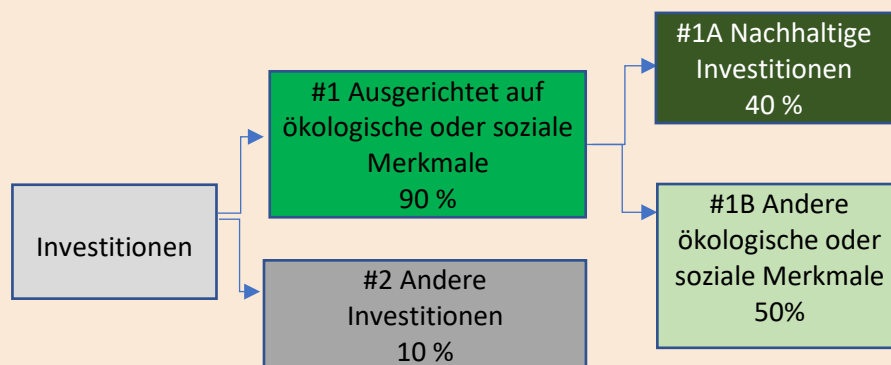 Investitionen
#1 Ausgerichtet auf
ökologische oder soziale
Merkmale
90 %
#2 Andere
Investitionen
10 %
#1A Nachhaltige
Investitionen
40 %
#1B Andere
ökologische oder
soziale Merkmale
50%